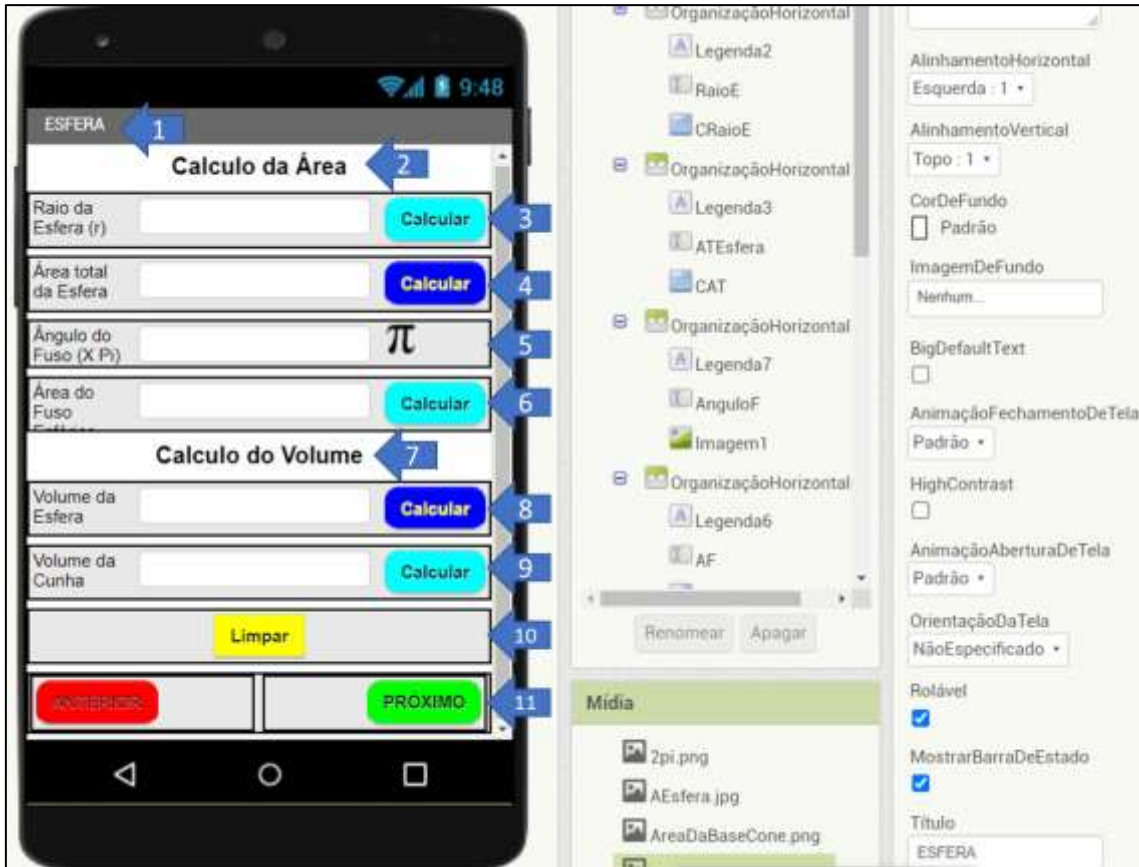 9:48
ESFERA
1
Calculo da Área
2
Raio da
Esfera (r)
Calcular
3
Área total
da Esfera
Calcular
4
Ângulo do
Fuso (X Pi)
π
5
Área do
Fuso
Calcular
6
Calculo do Volume
7
Volume da
Esfera
Calcular
8
Volume da
Cunha
Calcular
9
Limpar
10
ANTERIOR
PRÓXIMO
11
OrganizaçãoHorizontal
Legenda2
RaioE
CRaioE
OrganizaçãoHorizontal
Legenda3
ATEsfera
CAT
OrganizaçãoHorizontal
Legenda7
AnguloF
Imagem1
OrganizaçãoHorizontal
Legenda6
AF
Renomear
Apagar
Mídia
2pi.png
AEsfera.jpg
AreaDaBaseCone.png
AlinhamentoHorizontal
Esquerda : 1
AlinhamentoVertical
Topo : 1
CorDeFundo
Padrão
ImagemDeFundo
Nenhum...
BigDefaultText
AnimaçãoFechamentoDeTela
Padrão
HighContrast
AnimaçãoAberturaDeTela
Padrão
OrientaçãoDaTela
NãoEspecificado
Rolável
MostrarBarraDeEstado
Título
ESFERA